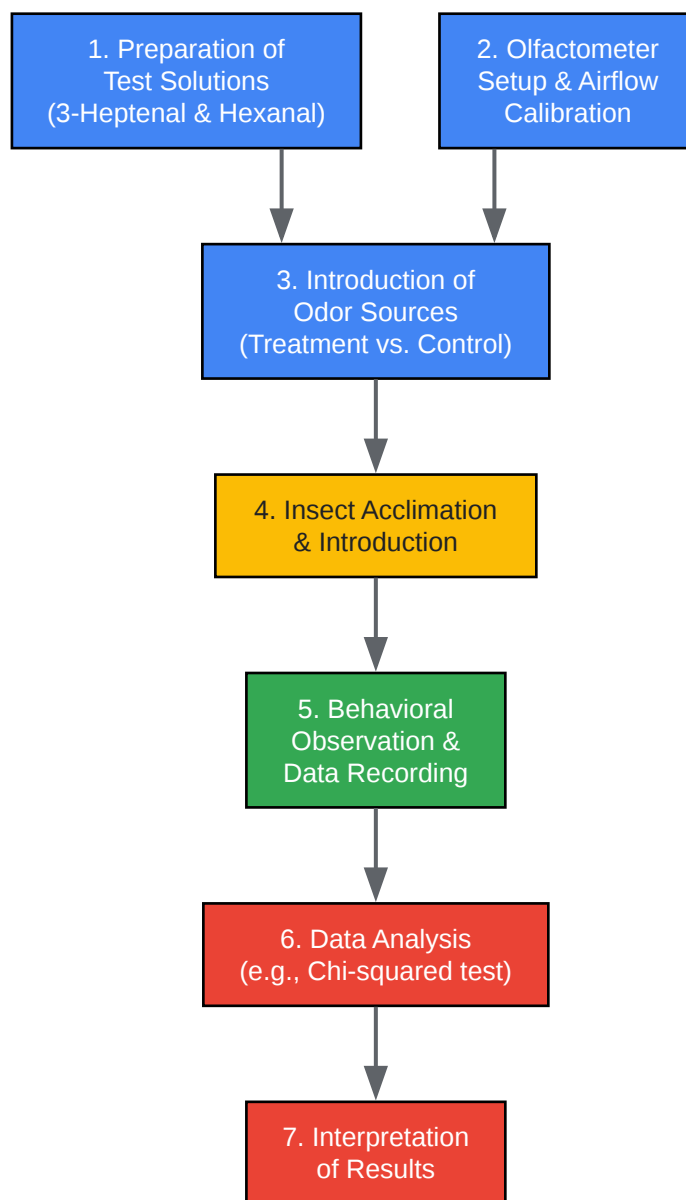 1. Preparation of
Test Solutions
(3-Heptenal & Hexanal)
2. Olfactometer
Setup & Airflow
Calibration
3. Introduction of
Odor Sources
(Treatment vs. Control)
4. Insect Acclimation
& Introduction
5. Behavioral
Observation &
Data Recording
6. Data Analysis
(e.g., Chi-squared test)
7. Interpretation
of Results